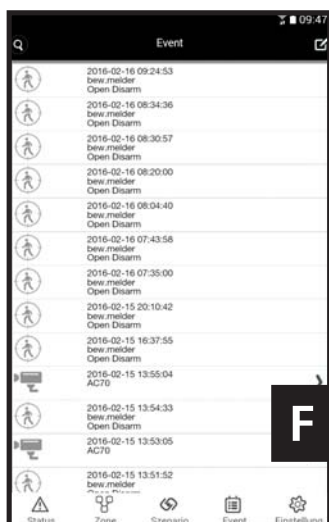 09:47
Event
2016-02-16 09:24:53
bew.melder
Open Disarm
2016-02-16 08:34:36
bew.melder
Open Disarm
2016-02-16 08:30:57
bew.melder
Open Disarm
2016-02-16 08:20:00
bew.melder
Open Disarm
2016-02-16 08:04:40
bew.melder
Open Disarm
2016-02-16 07:43:58
bew.melder
Open Disarm
2016-02-16 07:35:00
bew.melder
Open Disarm
2016-02-15 20:10:42
bew.melder
Open Disarm
2016-02-15 16:37:55
bew.melder
Open Disarm
2016-02-15 13:55:04
AC70
2016-02-15 13:54:33
bew.melder
Open Disarm
2016-02-15 13:53:05
AC70
2016-02-15 13:51:52
bew.melder
Open Disarm
F
Status Zone Szenario Event Einstellung